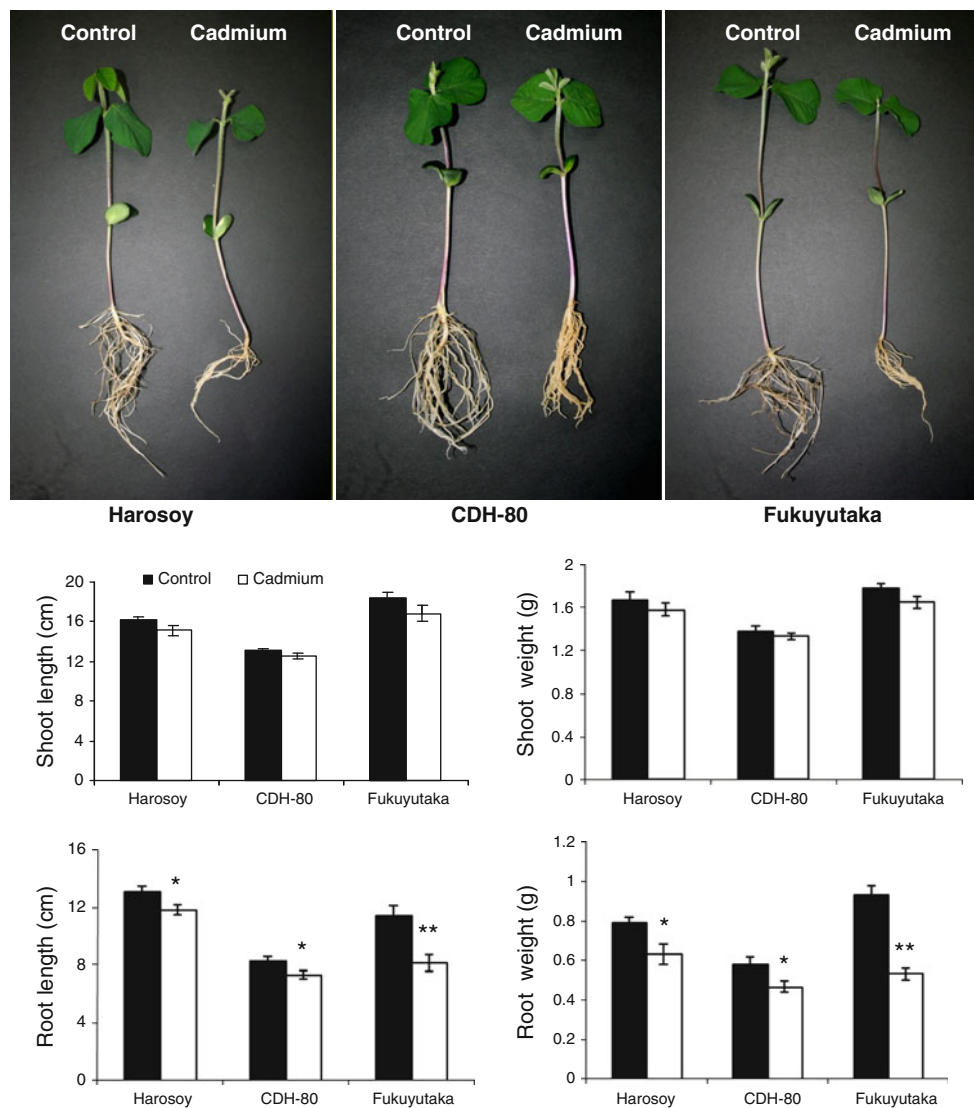 Control Cadmium Control Cadmium Control Cadmium
Harosoy CDH-80 Fukuyutaka
Control Cadmium
Shoot length (cm)
20
16
12
8
4
0
Harosoy CDH-80 Fukuyutaka
Shoot weight (g)
2
1.6
1.2
0.8
0.4
0
Harosoy CDH-80 Fukuyutaka
Root length (cm)
16
12
8
4
0
* * **
Harosoy CDH-80 Fukuyutaka
Root weight (g)
1.2
1
0.8
0.6
0.4
0.2
0
* * **
Harosoy CDH-80 Fukuyutaka